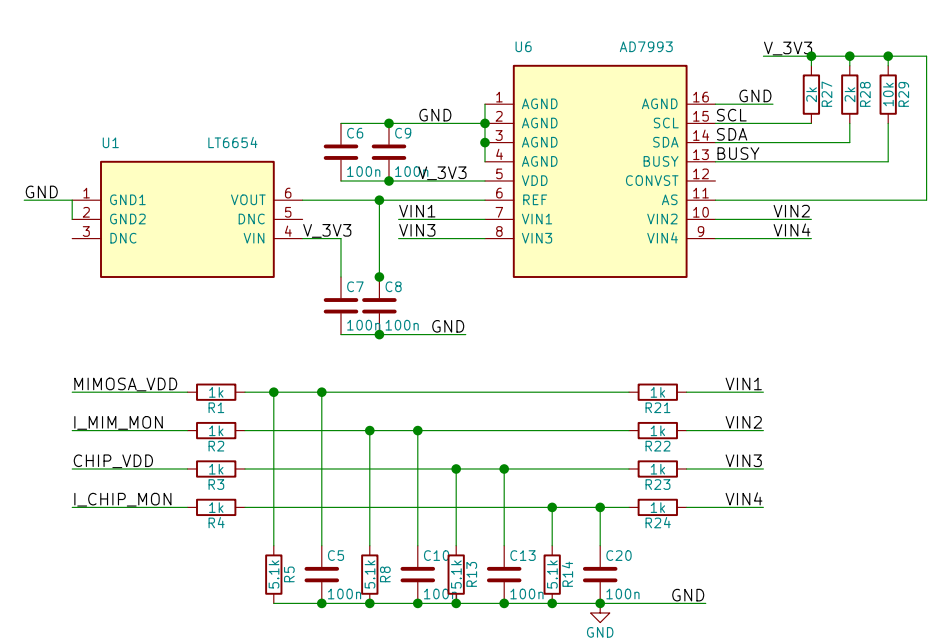 U6 AD7993
V_3V3
1 AGND AGND 16 GND
2 AGND SCL 15 SCL
3 AGND SDA 14 SDA
4 AGND BUSY 13 BUSY
5 VDD CONVST 12
6 REF AS 11
7 VIN1 VIN2 10 VIN2
8 VIN3 VIN4 9 VIN4
2k R27
2k R28
10k R29
GND
C6 C9
100n 100n
V_3V3
VIN1
VIN3
U1 LT6654
GND 1 GND1 VOUT 6
2 GND2 DNC 5
3 DNC VIN 4 V_3V3
C7 C8
100n 100n GND
MIMOSA_VDD 1k R1 1k R21 VIN1
I_MIM_MON 1k R2 1k R22 VIN2
CHIP_VDD 1k R3 1k R23 VIN3
I_CHIP_MON 1k R4 1k R24 VIN4
5.1k R5 C5 100n
5.1k R8 C10 100n
5.1k R13 C13 100n
5.1k R14 C20 100n
GND
GND